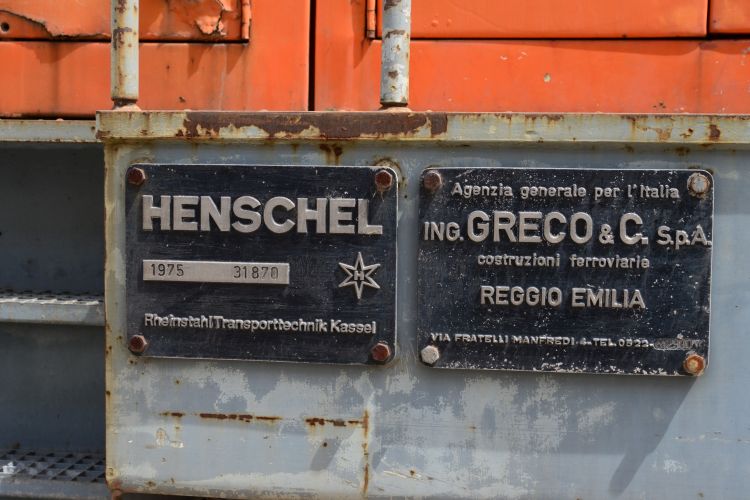 HENSCHEL
1975 31870
H
Rheinstahl Transporttechnik Kassel
Agenzia generale per l'Italia
ING. GRECO & C. S.p.A.
costruzioni ferroviarie
REGGIO EMILIA
VIA FRATELLI MANFREDI, 4 - TEL. 0522-